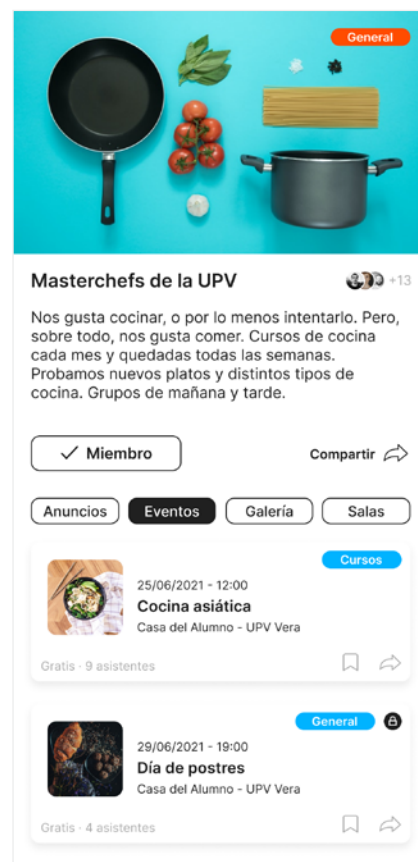 General
Masterchefs de la UPV
+13
Nos gusta cocinar, o por lo menos intentarlo. Pero,
sobre todo, nos gusta comer. Cursos de cocina
cada mes y quedadas todas las semanas.
Probamos nuevos platos y distintos tipos de
cocina. Grupos de mañana y tarde.
Miembro
Compartir
Anuncios Eventos Galería Salas
Cursos
25/06/2021 - 12:00
Cocina asiática
Casa del Alumno - UPV Vera
Gratis · 9 asistentes
General
29/06/2021 - 19:00
Día de postres
Casa del Alumno - UPV Vera
Gratis · 4 asistentes